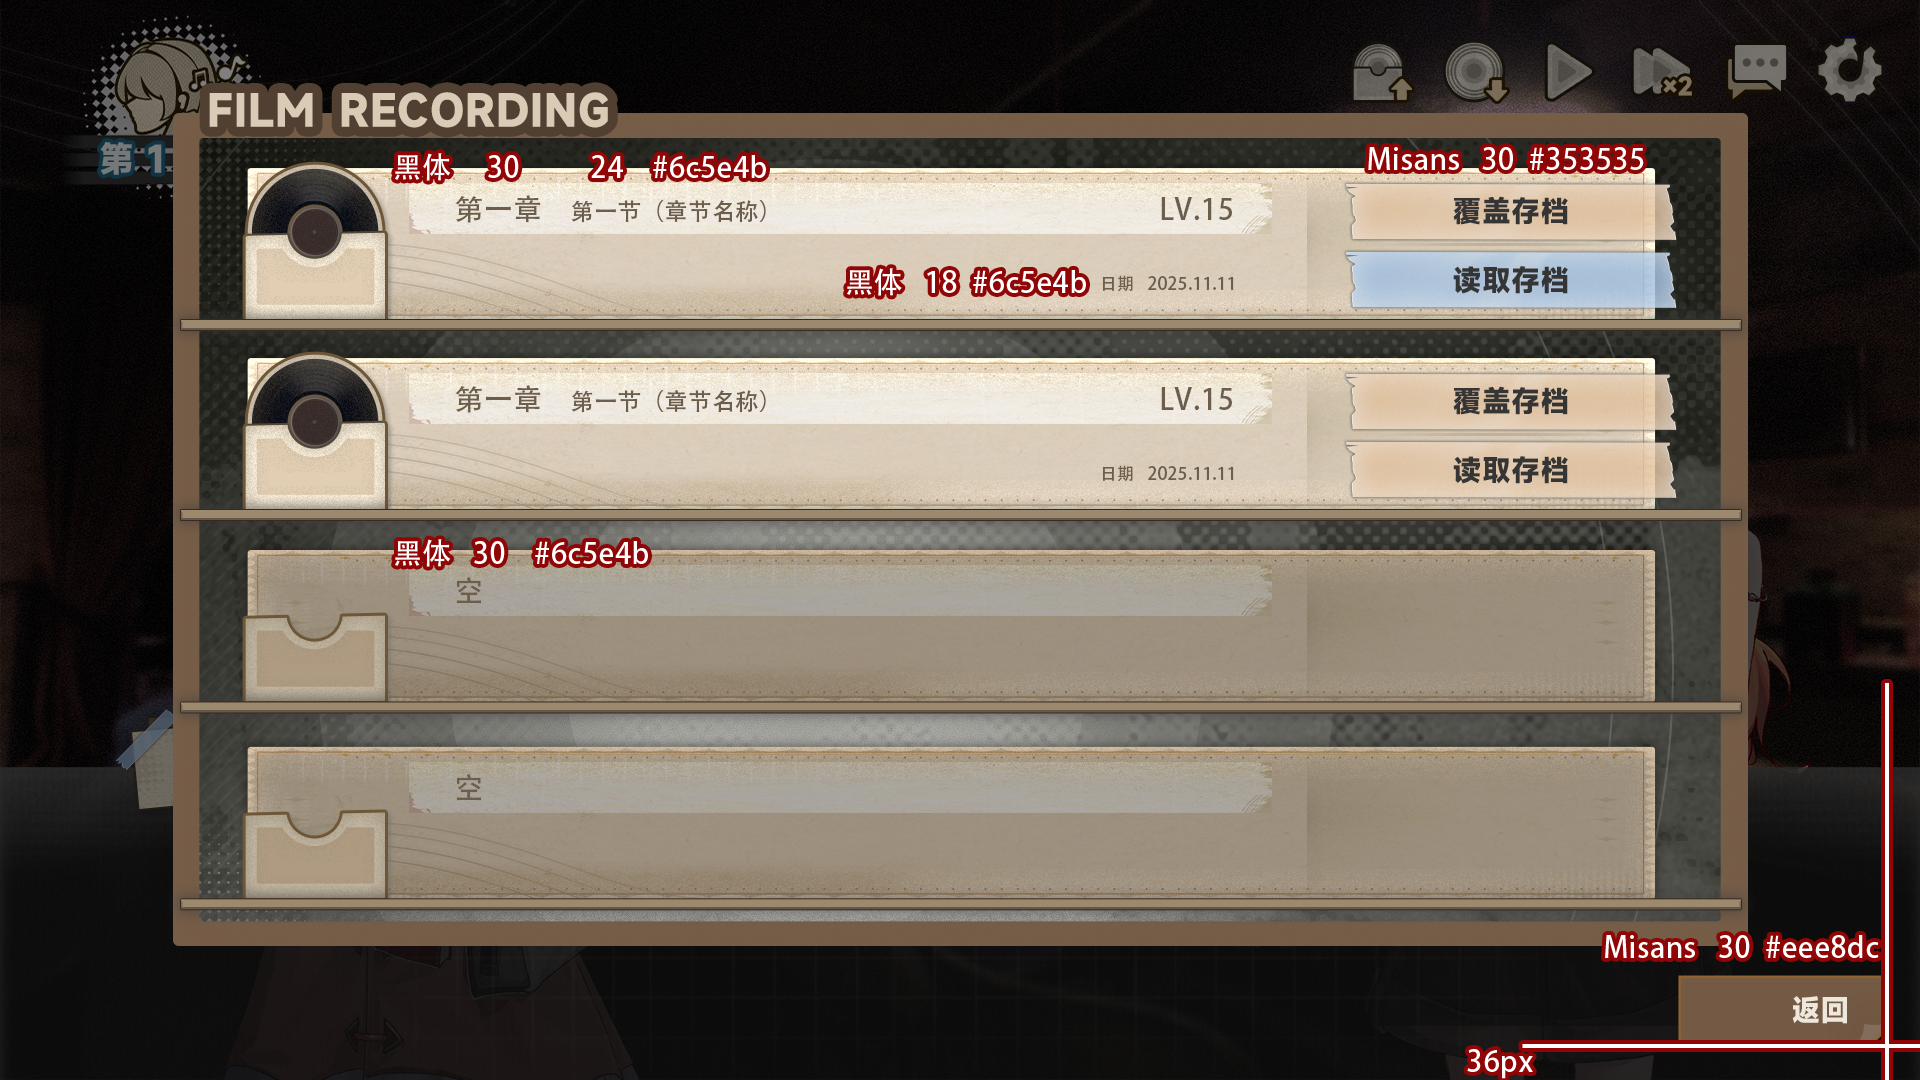 FILM RECORDING
×2
第 1
黑体 30 24 #6c5e4b
Misans 30 #353535
第一章 第一节（章节名称） LV.15
覆盖存档
黑体 18 #6c5e4b 日期 2025.11.11
读取存档
第一章 第一节（章节名称） LV.15
覆盖存档
日期 2025.11.11
读取存档
黑体 30 #6c5e4b
空
空
Misans 30 #eee8dc
返回
36px